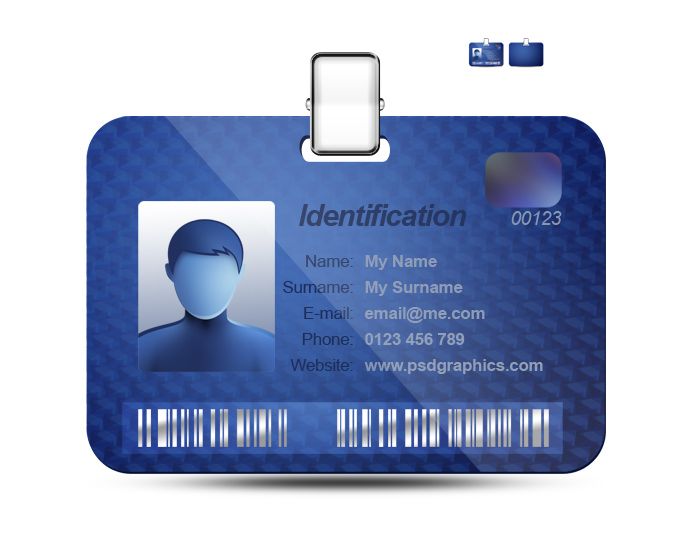 Identification
00123
Name: My Name
Surname: My Surname
E-mail: email@me.com
Phone: 0123 456 789
Website: www.psdgraphics.com